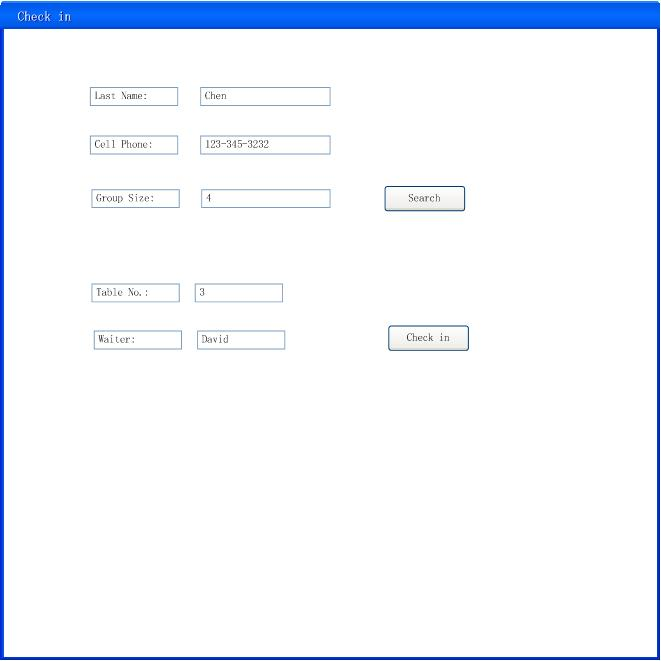 Check in
Last Name: Chen
Cell Phone: 123-345-3232
Group Size: 4 Search
Table No.: 3
Waiter: David Check in